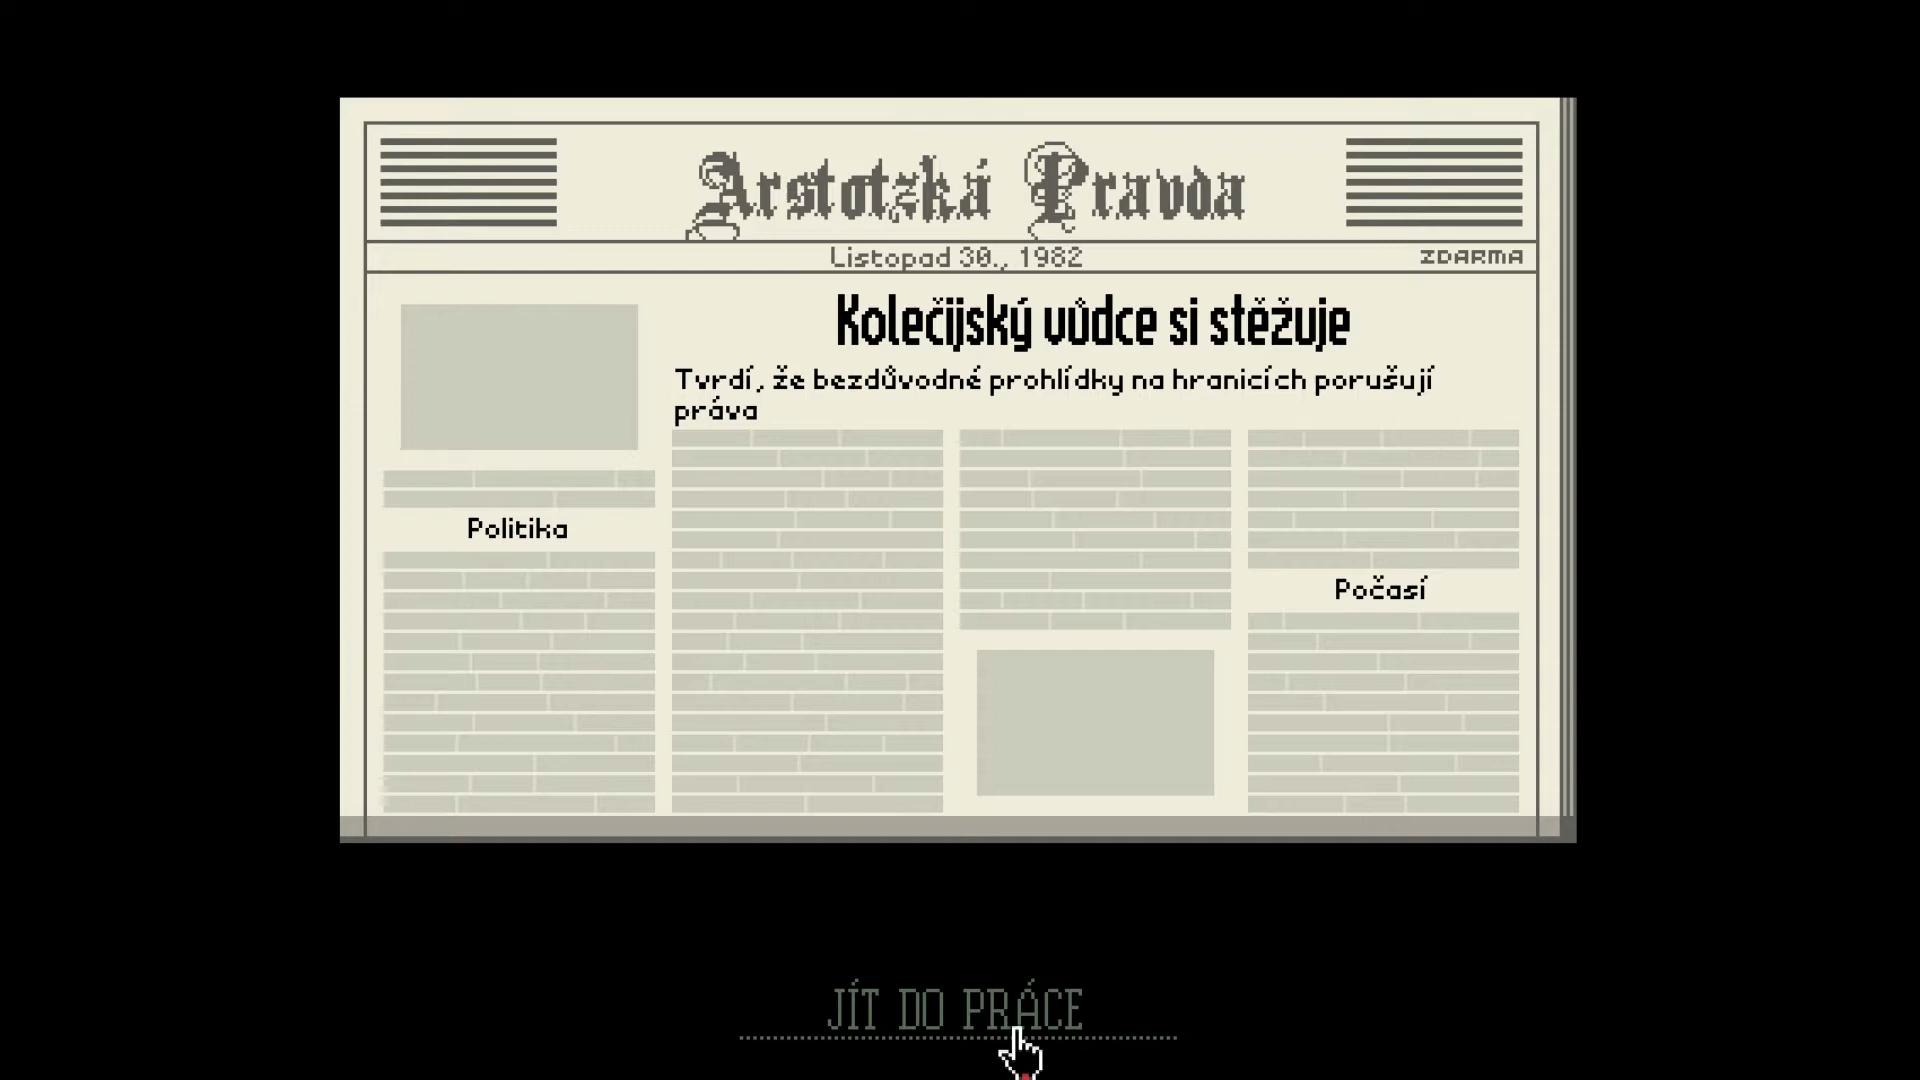 Arstotzká Pravda
Listopad 30., 1982
ZDARMA
Kolečijský vůdce si stěžuje
Tvrdí, že bezdůvodné prohlídky na hranicích porušují
práva
Politika
Počasí
JÍT DO PRÁCE